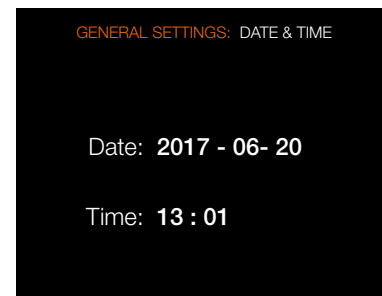 GENERAL SETTINGS: DATE & TIME
Date: 2017 - 06- 20
Time: 13 : 01